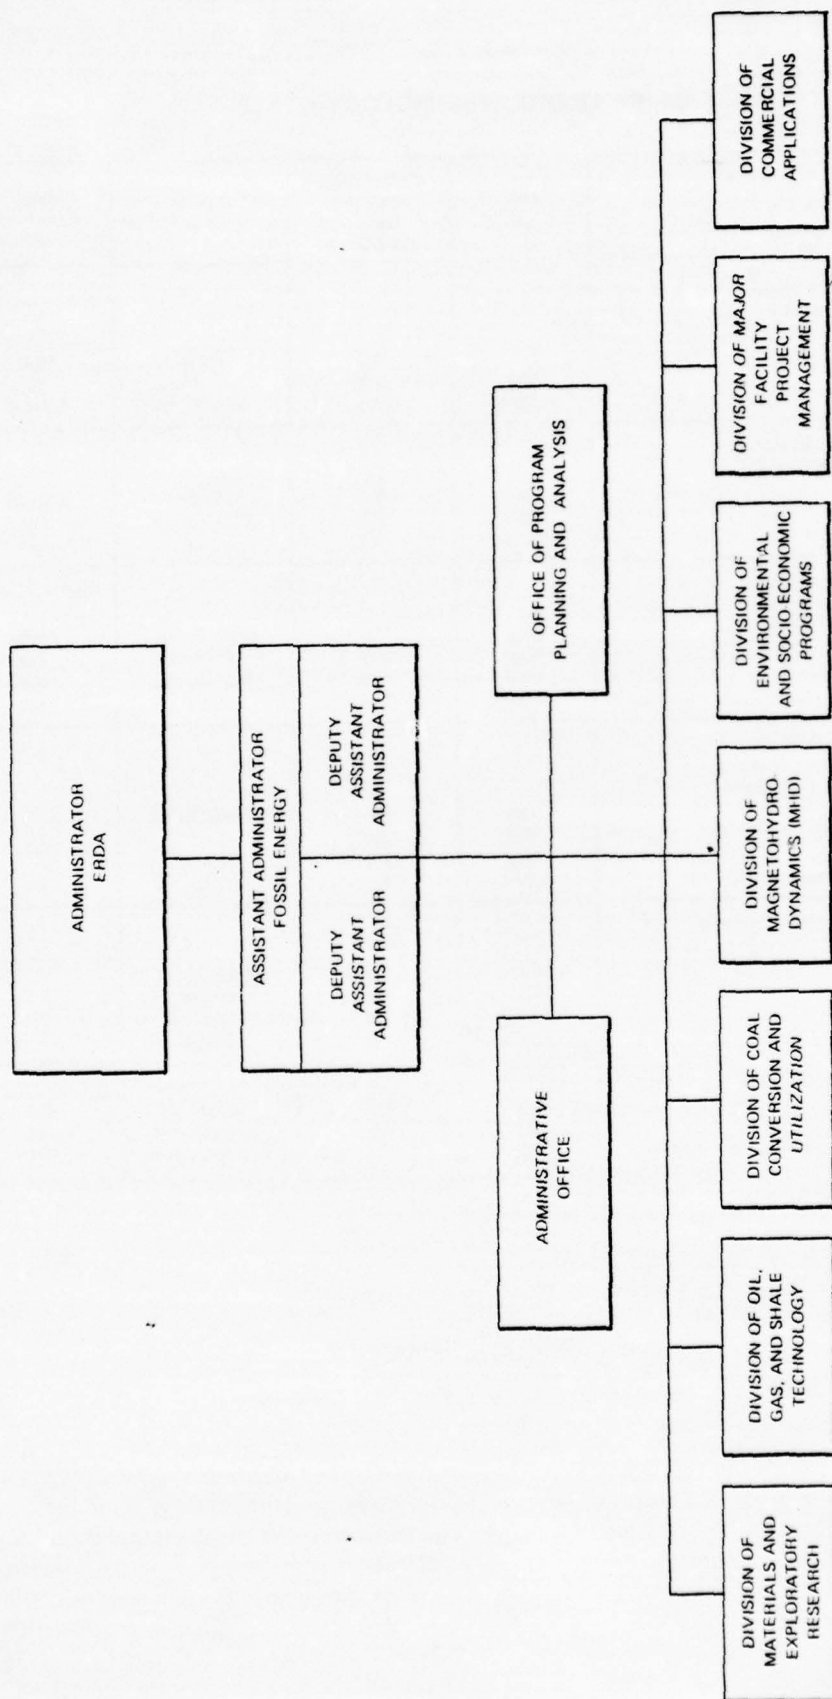 ADMINISTRATOR
ERDA
ASSISTANT ADMINISTRATOR
FOSSIL ENERGY
DEPUTY
ASSISTANT
ADMINISTRATOR
DEPUTY
ASSISTANT
ADMINISTRATOR
ADMINISTRATIVE
OFFICE
OFFICE OF PROGRAM
PLANNING AND ANALYSIS
DIVISION OF
MATERIALS AND
EXPLORATORY
RESEARCH
DIVISION OF OIL,
GAS, AND SHALE
TECHNOLOGY
DIVISION OF COAL
CONVERSION AND
UTILIZATION
DIVISION OF
MAGNETOHYDRO-
DYNAMICS (MHD)
DIVISION OF
ENVIRONMENTAL
AND SOCIO ECONOMIC
PROGRAMS
DIVISION OF MAJOR
FACILITY
PROJECT
MANAGEMENT
DIVISION OF
COMMERCIAL
APPLICATIONS